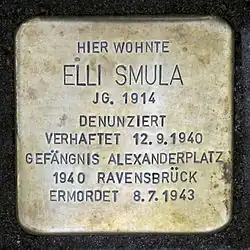 HIER WOHNTE
ELLI SMULA
JG. 1914
DENUNZIERT
VERHAFTET 12.9.1940
GEFÄNGNIS ALEXANDERPLATZ
1940 RAVENSBRÜCK
ERMORDET 8.7.1943